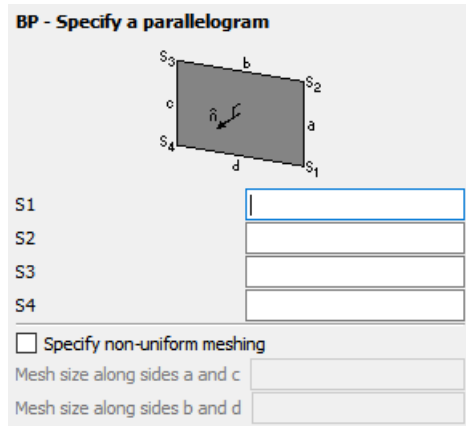 BP - Specify a parallelogram
S3
b
S2
c
n̂
a
S4
d
S1
S1
S2
S3
S4
Specify non-uniform meshing
Mesh size along sides a and c
Mesh size along sides b and d